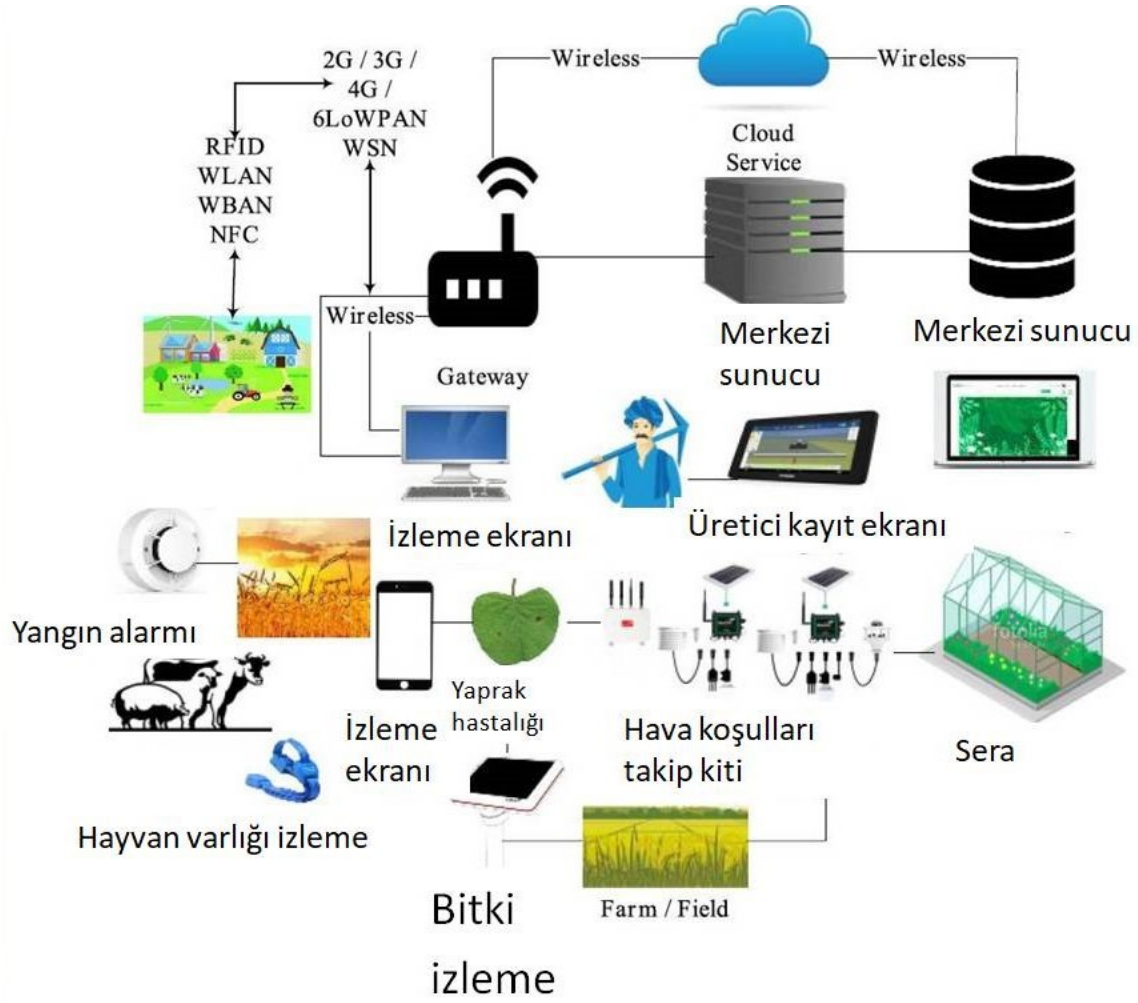 2G / 3G /
4G /
6LoWPAN
WSN
Wireless
Wireless
RFID
WLAN
WBAN
NFC
Cloud
Service
Wireless
Gateway
Merkezi
sunucu
Merkezi sunucu
İzleme ekranı
Üretici kayıt ekranı
Yangın alarmı
fotolia
İzleme
ekranı
Yaprak
hastalığı
Hava koşulları
takip kiti
Sera
Hayvan varlığı izleme
Bitki
izleme
Farm / Field